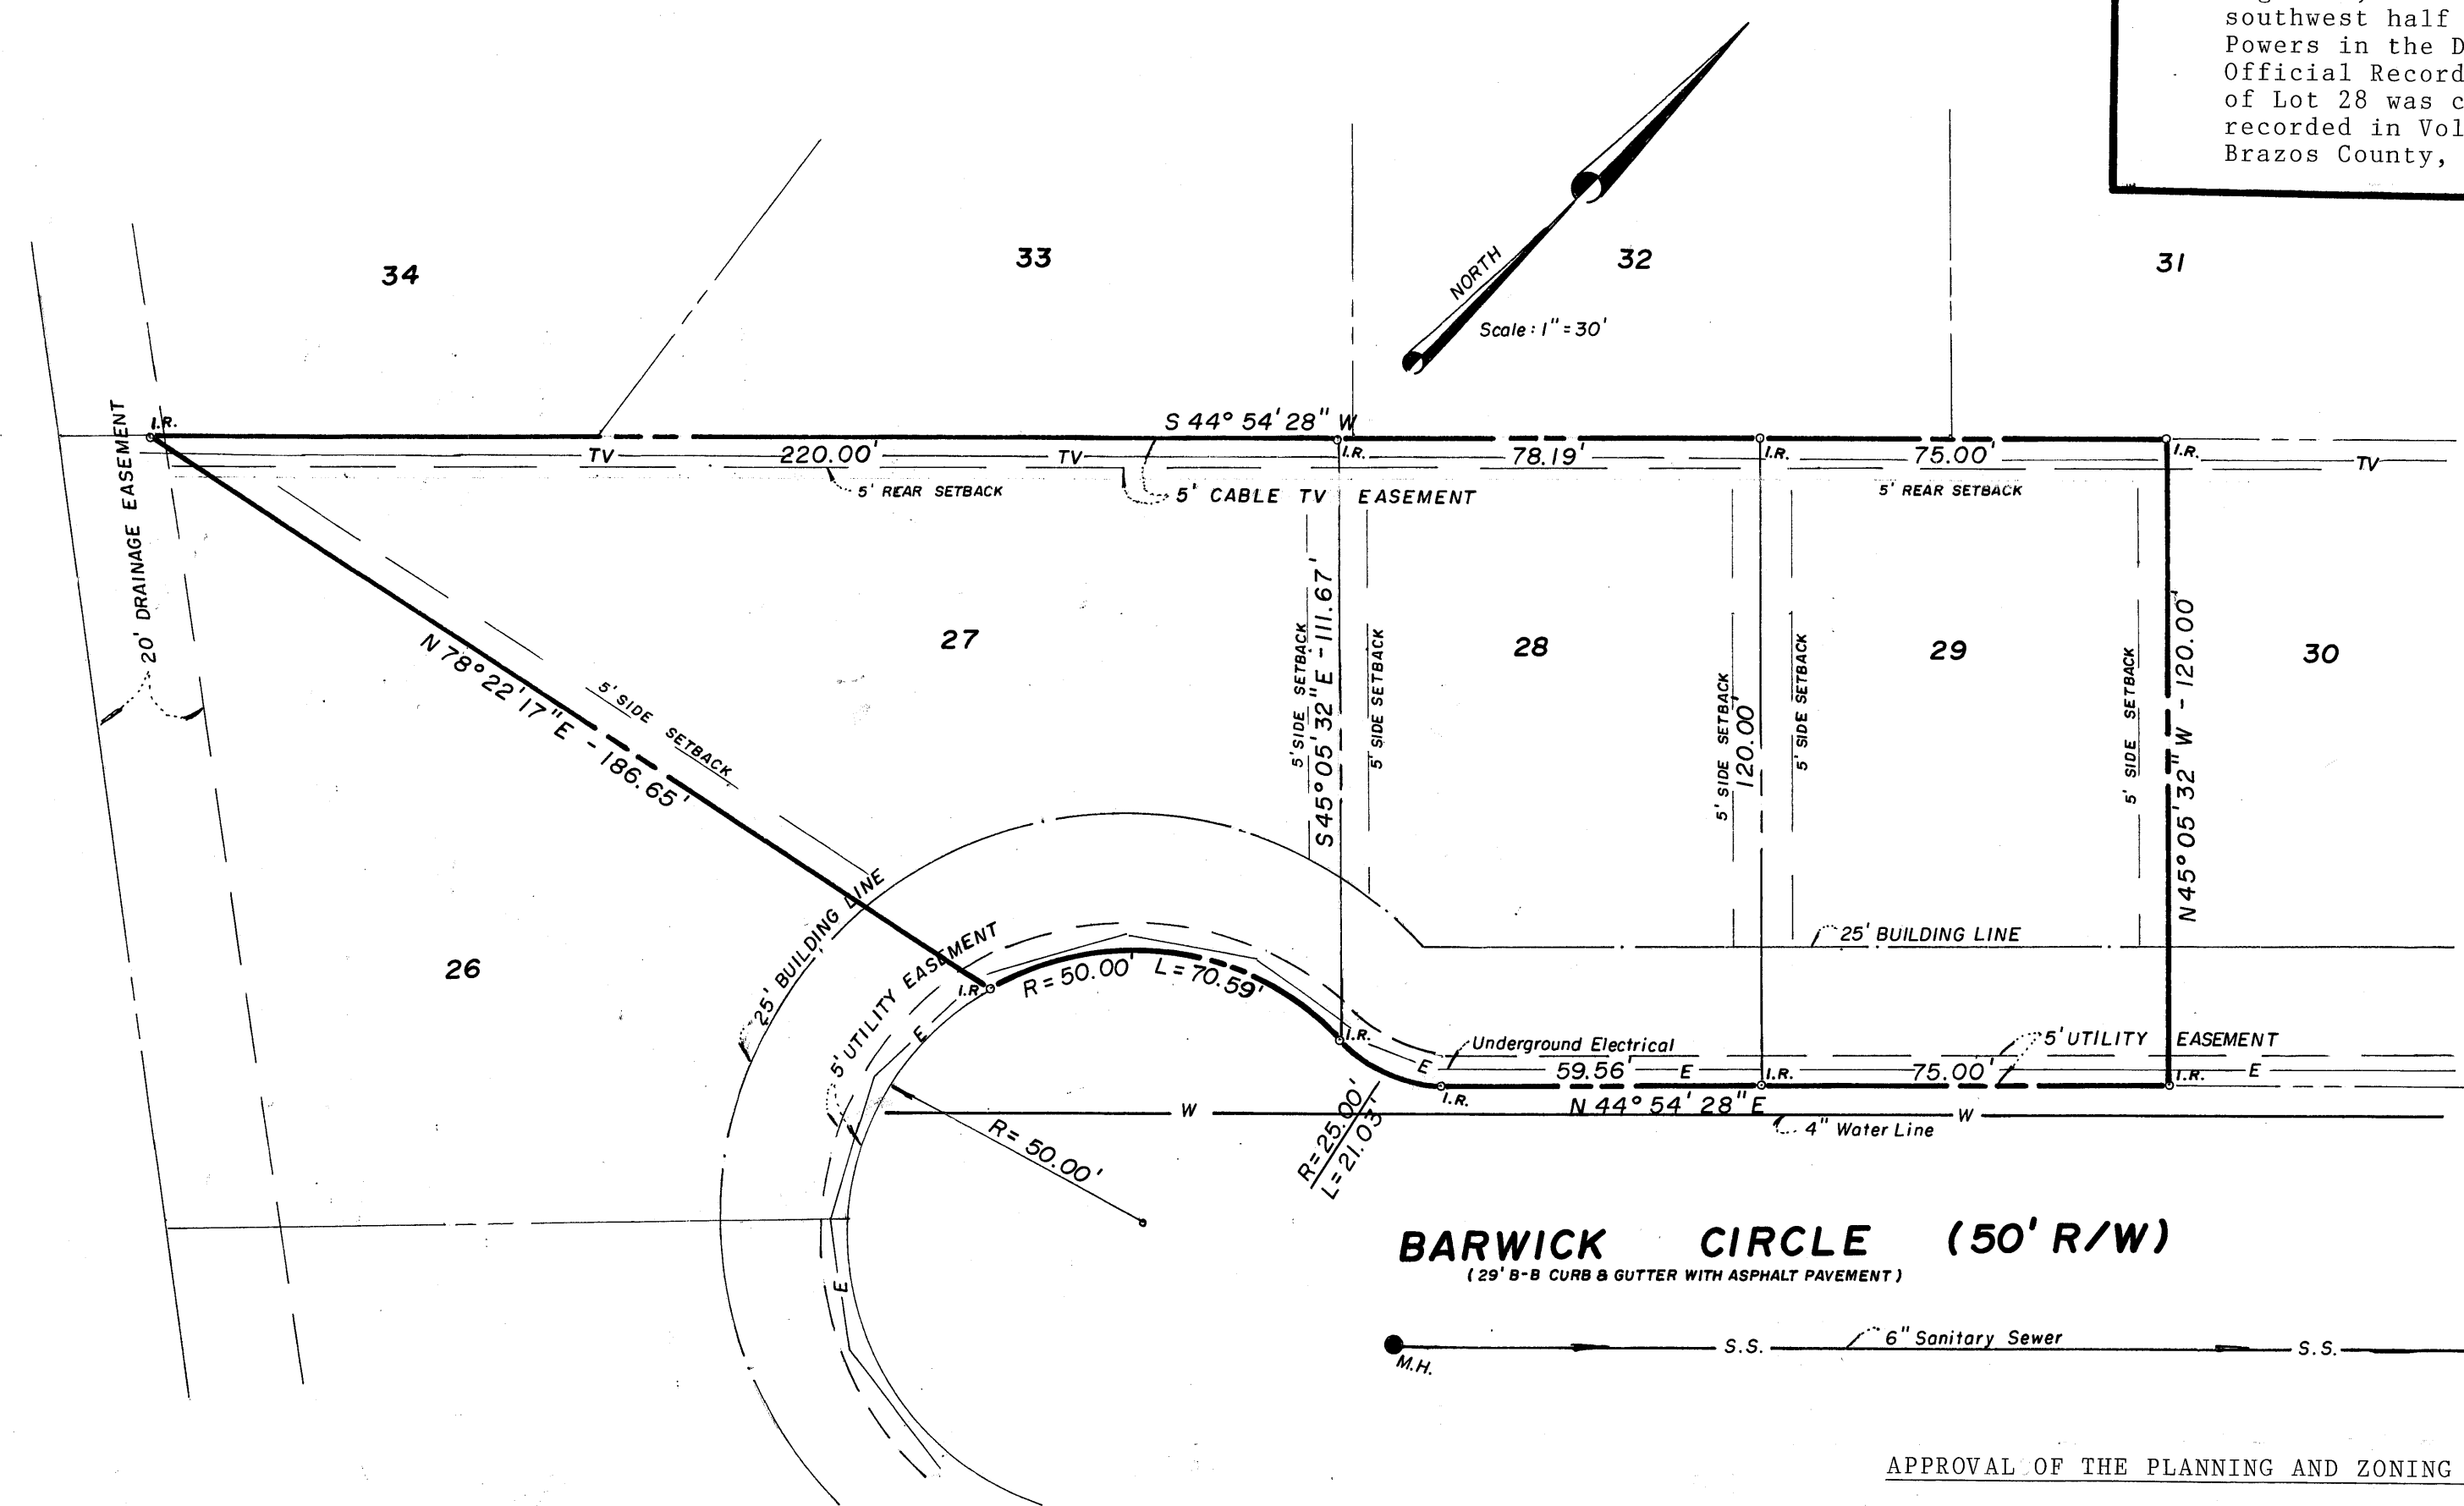 southwest half
Powers in the D
Official Record
of Lot 28 was c
recorded in Vol
Brazos County,
34
33
32
31
NORTH
Scale: 1" = 30'
20' DRAINAGE EASEMENT
I.R.
S 44° 54' 28" W
TV
220.00'
TV
I.R.
78.19'
I.R.
75.00'
I.R.
TV
5' REAR SETBACK
5' CABLE TV EASEMENT
5' REAR SETBACK
N 78° 22' 17" E - 186.65'
5' SIDE SETBACK
27
5' SIDE SETBACK
S 45° 05' 32" E - 111.67'
5' SIDE SETBACK
28
5' SIDE SETBACK
120.00'
5' SIDE SETBACK
29
5' SIDE SETBACK
N 45° 05' 32" W - 120.00'
30
26
25' BUILDING LINE
5' UTILITY EASEMENT
25' BUILDING LINE
I.R.
R = 50.00' L = 70.59'
E
I.R.
Underground Electrical
5' UTILITY EASEMENT
E
59.56'
E
I.R.
75.00'
I.R.
E
I.R.
N 44° 54' 28" E
W
W
4" Water Line
R = 50.00'
R = 25.00'
L = 21.03'
E
BARWICK CIRCLE (50' R/W)
(29' B-B CURB & GUTTER WITH ASPHALT PAVEMENT)
M.H.
S.S.
6" Sanitary Sewer
S.S.
APPROVAL OF THE PLANNING AND ZONING